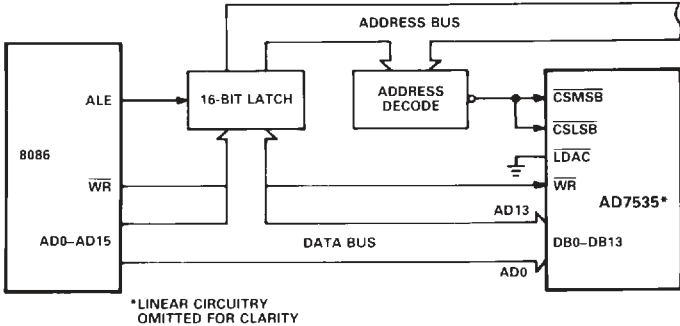 ADDRESS BUS
ALE
16-BIT LATCH
ADDRESS
DECODE
CSMSB
CSLSB
8086
LDAC
WR
WR
AD7535*
AD13
AD0–AD15
DATA BUS
DB0–DB13
AD0
*LINEAR CIRCUITRY
OMITTED FOR CLARITY